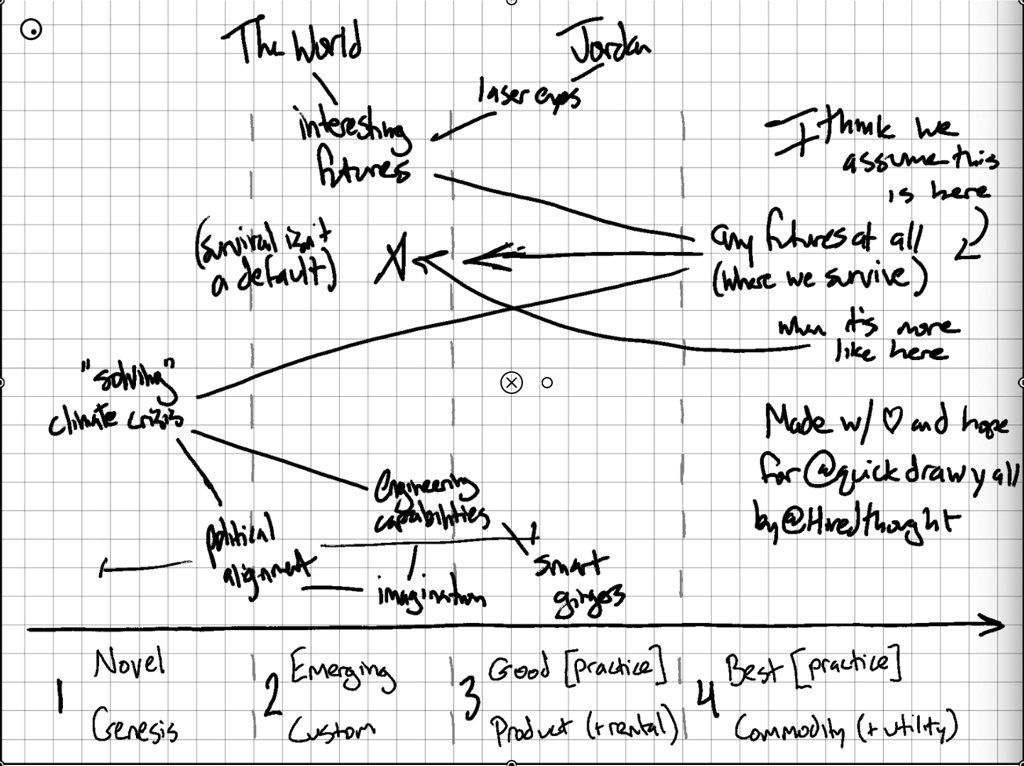 The World
Jordan
laser eyes
interesting
futures
I think we
assume this
is here
any futures at all
(where we survive)
(survival isn't
a default)
when it's more
like here
"solving"
climate crisis
Made w/ ♡ and hope
for @quickdrawyall
by @Hiredthought
Engineering
capabilities
political
alignment
imagination
smart
gingers
1 Novel
Genesis
2 Emerging
Custom
3 Good [practice]
Product (+rental)
4 Best [practice]
Commodity (+utility)